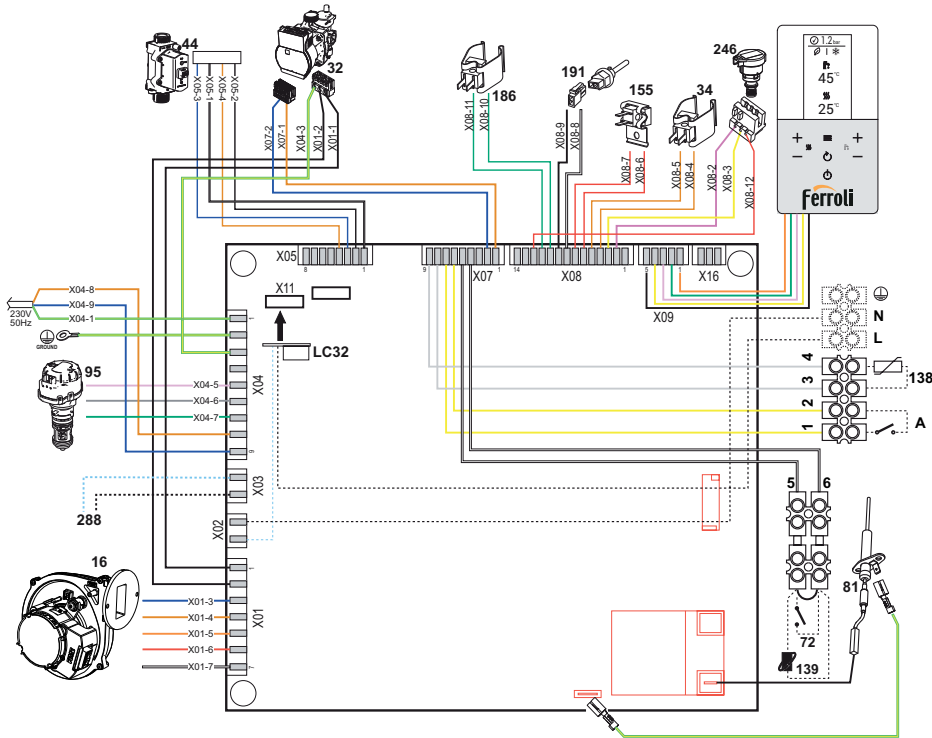 44
32
186
191
155
34
246
1.2 bar
45°C
25°C
+
+
−
−
Ferroli
X05-3
X05-1
X05-4
X05-2
X07-2
X07-1
X04-3
X01-2
X01-1
X08-11
X08-10
X08-9
X08-8
X08-7
X08-6
X08-5
X08-4
X08-2
X08-3
X08-12
X05
8
1
9
X07
1
14
X08
1
5
1
X09
X16
X11
LC32
230V
50Hz
X04-8
X04-9
X04-1
GROUND
95
X04-5
X04-6
X04-7
1
X04
9
X03
288
X02
16
X01-3
X01-4
X01-5
X01-6
X01-7
1
X01
7
N
L
4
3
2
1
138
A
5
6
72
139
81